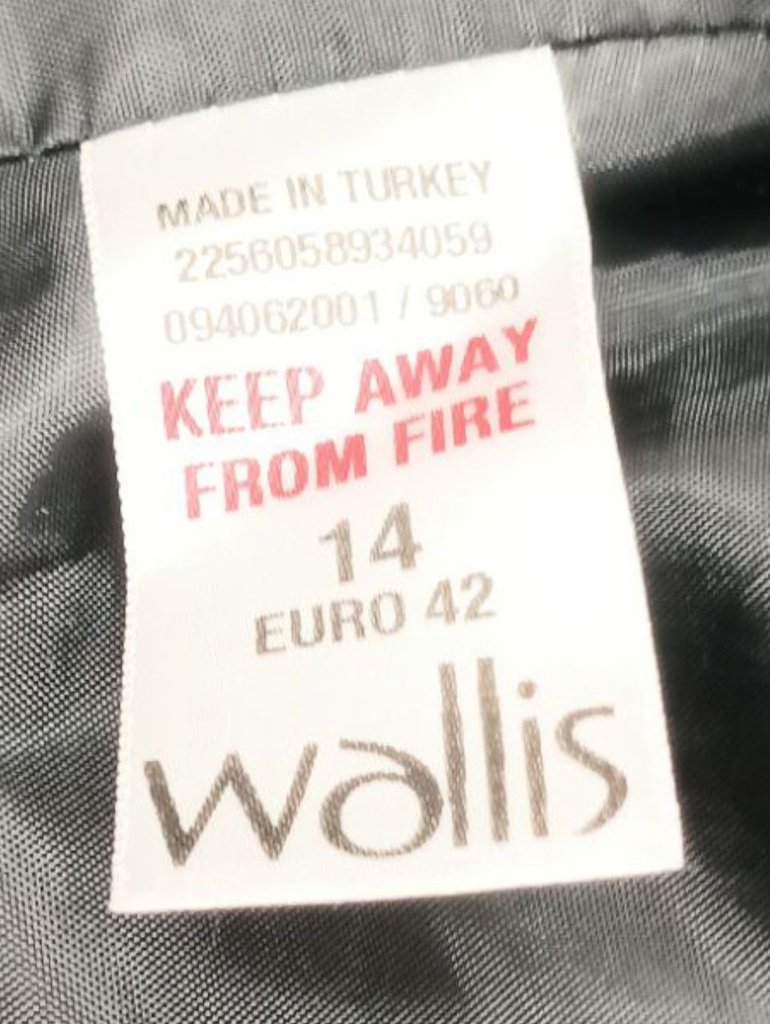 MADE IN TURKEY
2256058934059
094062001 / 9060
KEEP AWAY
FROM FIRE
14
EURO 42
wallis